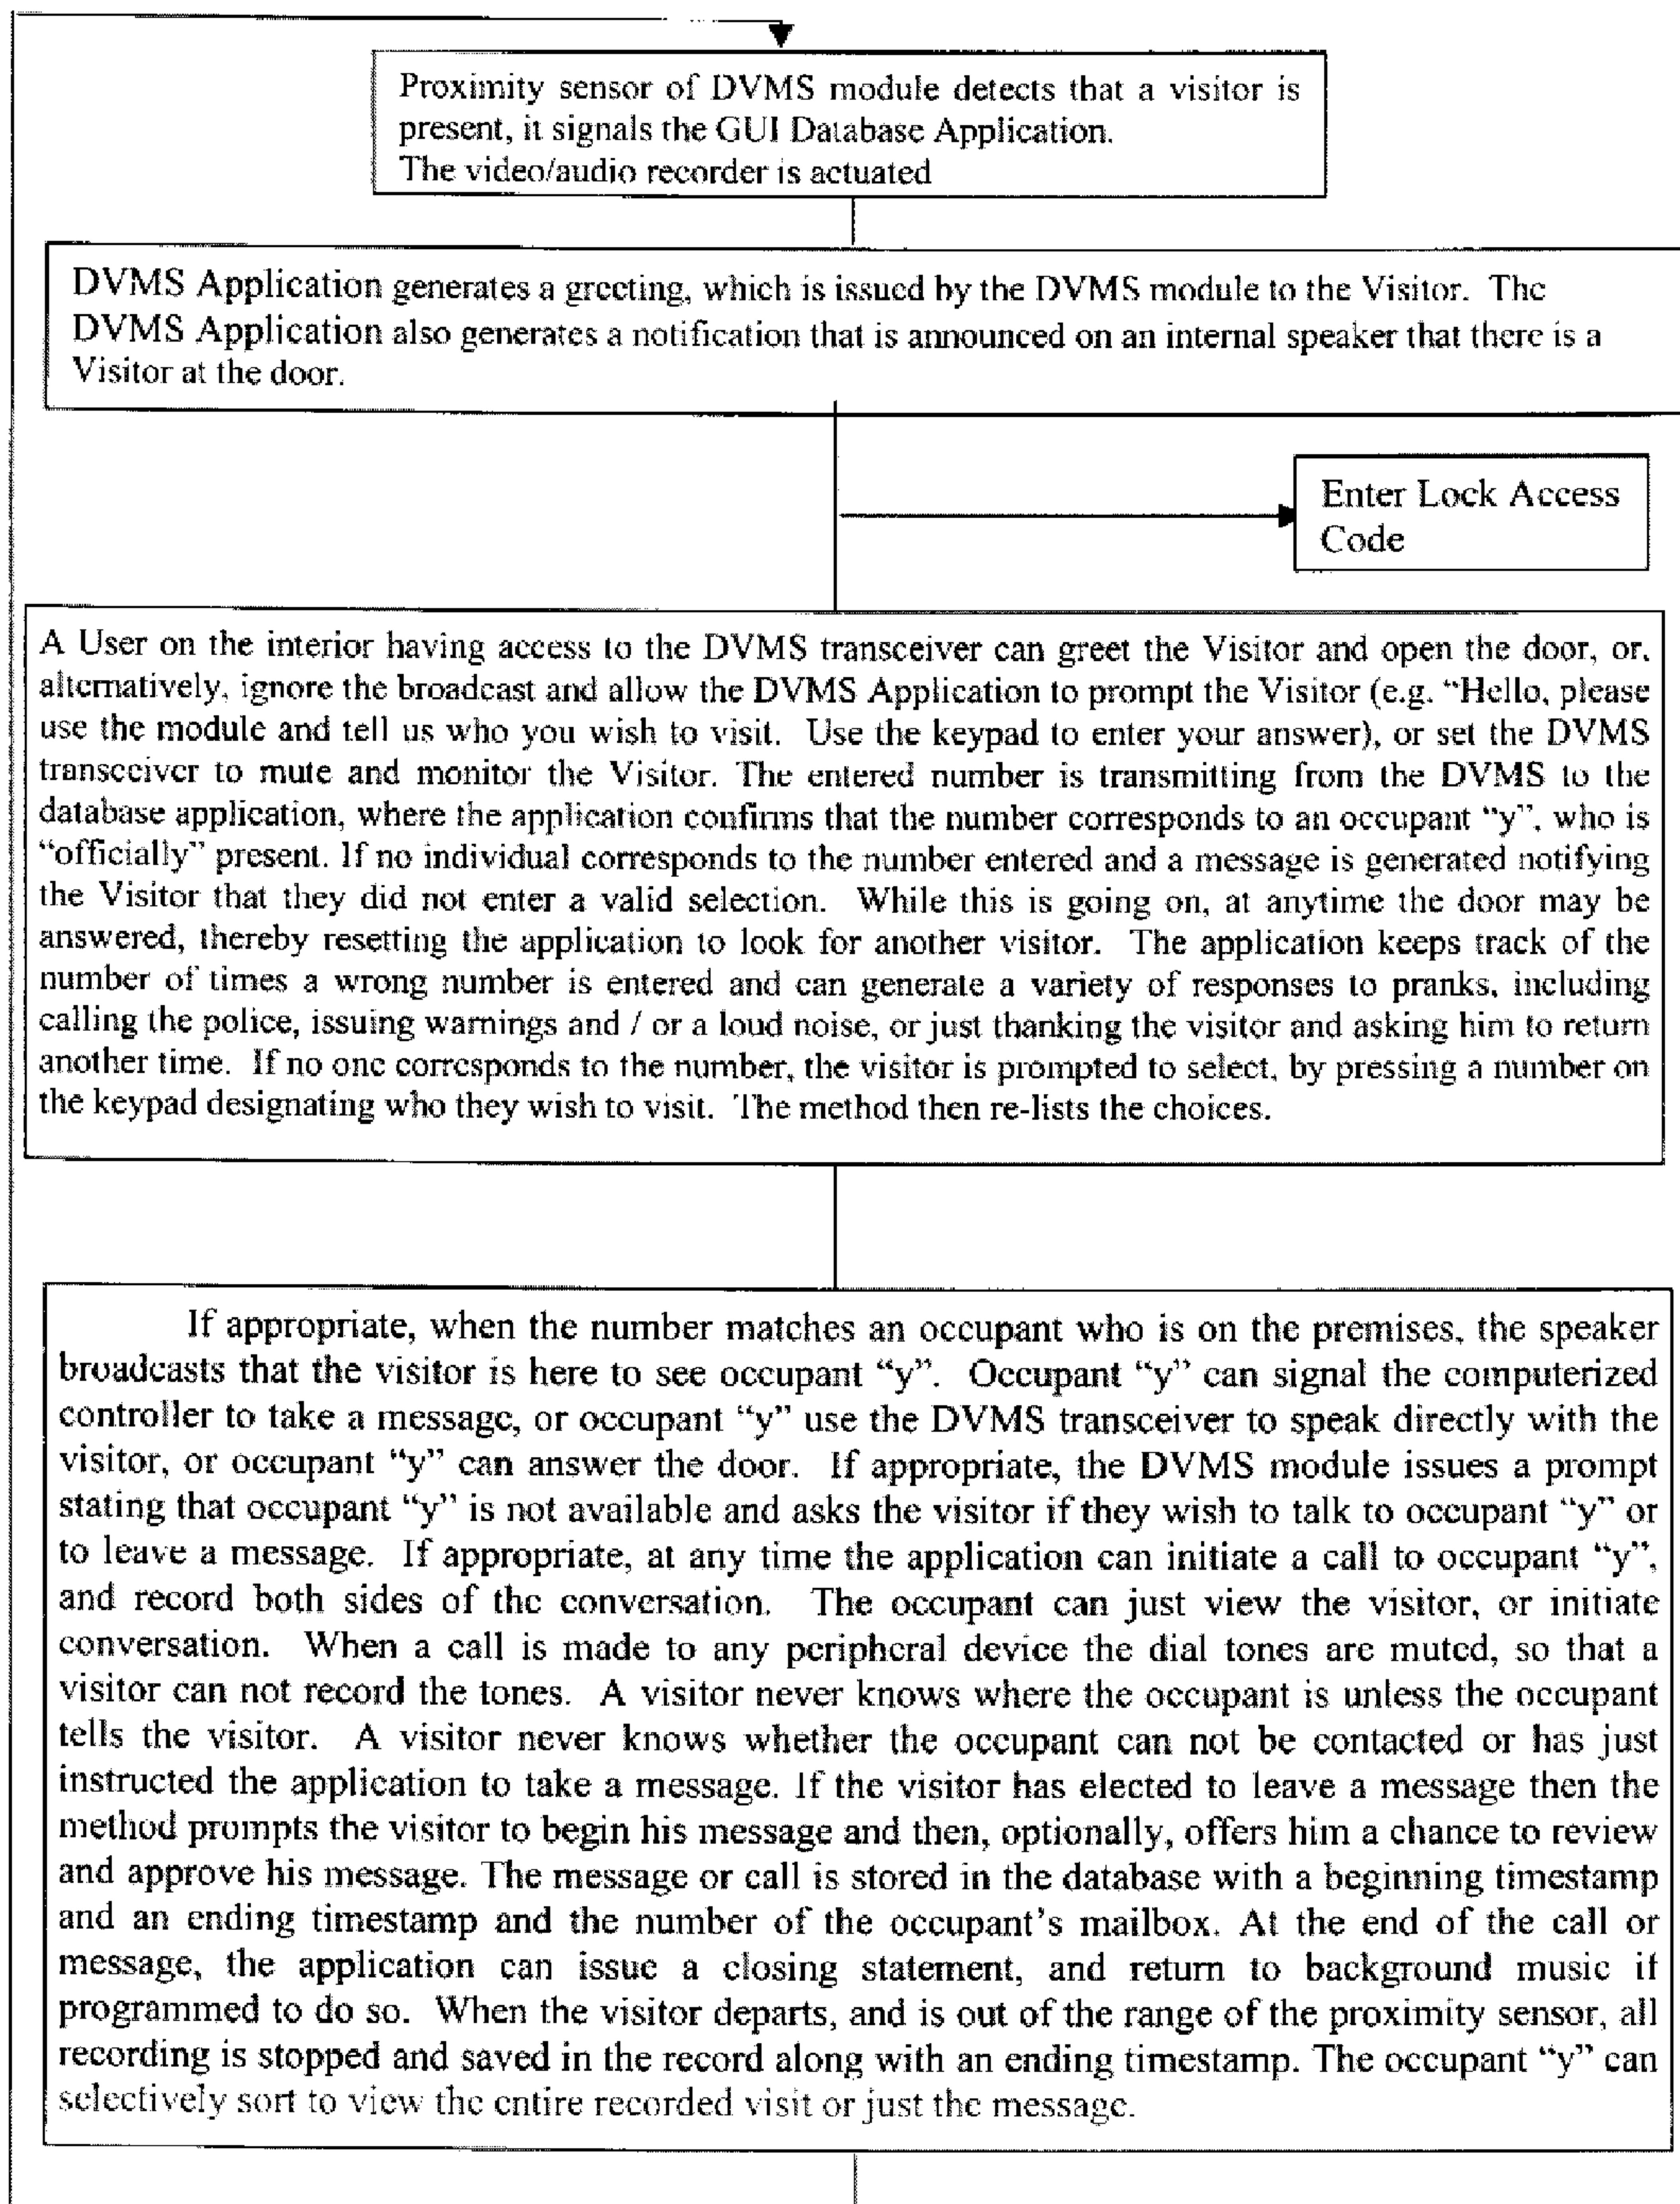 Proximity sensor of DVMS module detects that a visitor is
present, it signals the GUI Database Application.
The video/audio recorder is actuated
DVMS Application generates a greeting, which is issued by the DVMS module to the Visitor. The
DVMS Application also generates a notification that is announced on an internal speaker that there is a
Visitor at the door.
Enter Lock Access
Code
A User on the interior having access to the DVMS transceiver can greet the Visitor and open the door, or,
alternatively, ignore the broadcast and allow the DVMS Application to prompt the Visitor (e.g. “Hello, please
use the module and tell us who you wish to visit. Use the keypad to enter your answer), or set the DVMS
transceiver to mute and monitor the Visitor. The entered number is transmitting from the DVMS to the
database application, where the application confirms that the number corresponds to an occupant “y”, who is
“officially” present. If no individual corresponds to the number entered and a message is generated notifying
the Visitor that they did not enter a valid selection. While this is going on, at anytime the door may be
answered, thereby resetting the application to look for another visitor. The application keeps track of the
number of times a wrong number is entered and can generate a variety of responses to pranks, including
calling the police, issuing warnings and / or a loud noise, or just thanking the visitor and asking him to return
another time. If no one corresponds to the number, the visitor is prompted to select, by pressing a number on
the keypad designating who they wish to visit. The method then re-lists the choices.
If appropriate, when the number matches an occupant who is on the premises, the speaker
broadcasts that the visitor is here to see occupant “y”. Occupant “y” can signal the computerized
controller to take a message, or occupant “y” use the DVMS transceiver to speak directly with the
visitor, or occupant “y” can answer the door. If appropriate, the DVMS module issues a prompt
stating that occupant “y” is not available and asks the visitor if they wish to talk to occupant “y” or
to leave a message. If appropriate, at any time the application can initiate a call to occupant “y”,
and record both sides of the conversation. The occupant can just view the visitor, or initiate
conversation. When a call is made to any peripheral device the dial tones are muted, so that a
visitor can not record the tones. A visitor never knows where the occupant is unless the occupant
tells the visitor. A visitor never knows whether the occupant can not be contacted or has just
instructed the application to take a message. If the visitor has elected to leave a message then the
method prompts the visitor to begin his message and then, optionally, offers him a chance to review
and approve his message. The message or call is stored in the database with a beginning timestamp
and an ending timestamp and the number of the occupant’s mailbox. At the end of the call or
message, the application can issue a closing statement, and return to background music if
programmed to do so. When the visitor departs, and is out of the range of the proximity sensor, all
recording is stopped and saved in the record along with an ending timestamp. The occupant “y” can
selectively sort to view the entire recorded visit or just the message.